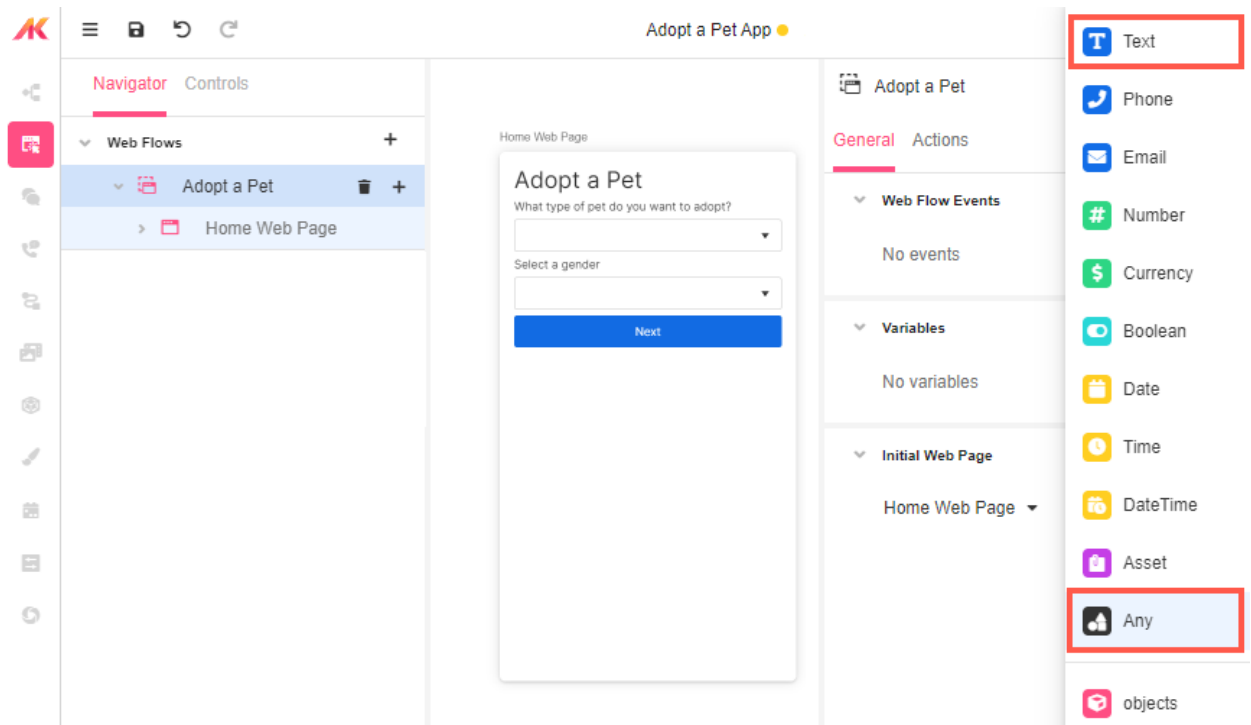 Adopt a Pet App
Navigator
Controls
Web Flows
Adopt a Pet
Home Web Page
Home Web Page
Adopt a Pet
What type of pet do you want to adopt?
Select a gender
Next
Adopt a Pet
General
Actions
Web Flow Events
No events
Variables
No variables
Initial Web Page
Home Web Page
Text
Phone
Email
Number
Currency
Boolean
Date
Time
DateTime
Asset
Any
objects